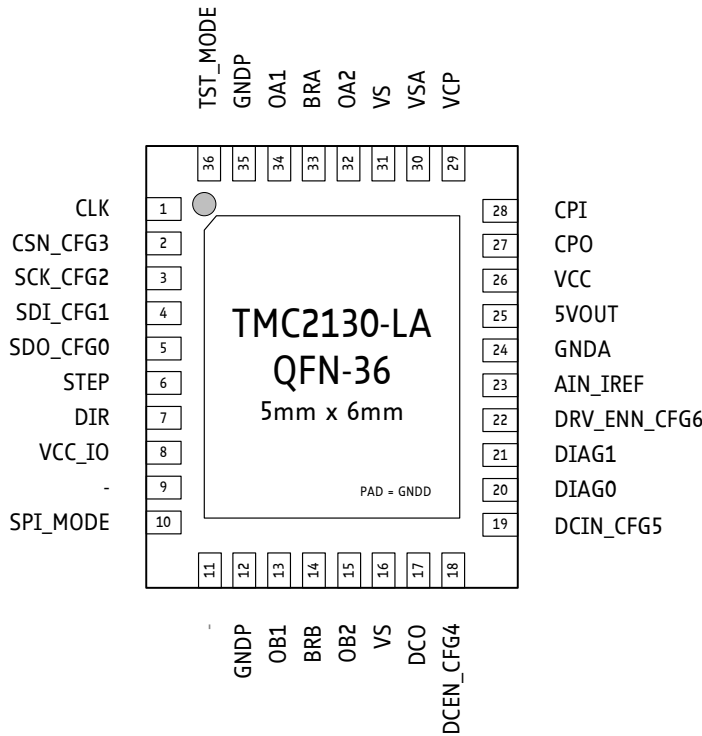 TST_MODE
GNDP
OA1
BRA
OA2
VS
VSA
VCP
36
35
34
33
32
31
30
29
CLK 1
CSN_CFG3 2
SCK_CFG2 3
SDI_CFG1 4
SDO_CFG0 5
STEP 6
DIR 7
VCC_IO 8
- 9
SPI_MODE 10
TMC2130-LA
QFN-36
5mm x 6mm
PAD = GNDD
28 CPI
27 CPO
26 VCC
25 5VOUT
24 GNDA
23 AIN_IREF
22 DRV_ENN_CFG6
21 DIAG1
20 DIAG0
19 DCIN_CFG5
11
12
13
14
15
16
17
18
-
GNDP
OB1
BRB
OB2
VS
DCO
DCEN_CFG4